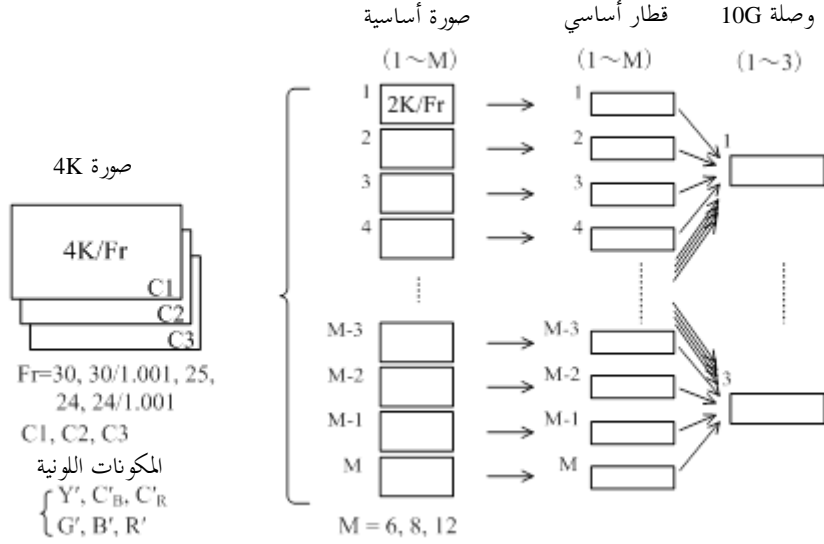 صورة أساسية
قطار أساسي
وصلة 10G
(1～M)
(1～M)
(1～3)
1
2K/Fr
1
2
2
1
3
3
4
4
صورة 4K
4K/Fr
C1
C2
C3
Fr=30, 30/1.001, 25,
24, 24/1.001
C1, C2, C3
المكونات اللونية
Y′, C′B, C′R
G′, B′, R′
M-3
M-3
M-2
M-2
3
M-1
M-1
M
M
M = 6, 8, 12